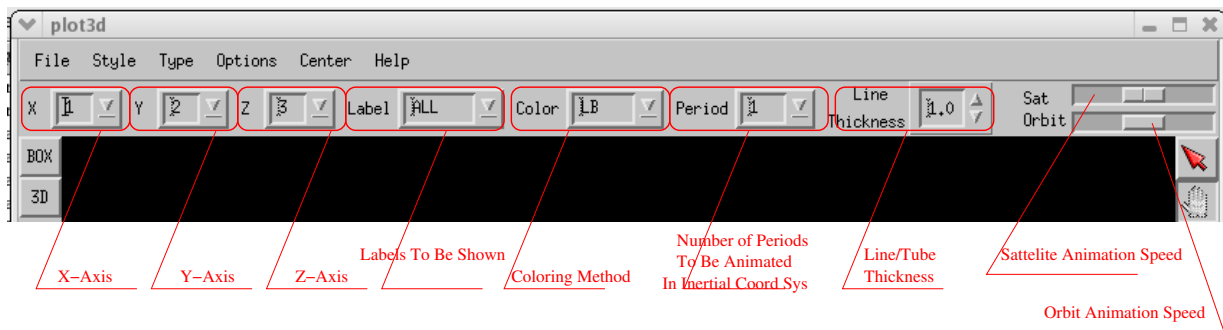 plot3d
File Style Type Options Center Help
X 1 Y 2 Z 3 Label ALL Color LB Period 1 Line Thickness 1.0 Sat
Orbit
BOX
3D
X-Axis
Y-Axis
Z-Axis
Labels To Be Shown
Coloring Method
Number of Periods
To Be Animated
In Inertial Coord Sys
Line/Tube
Thickness
Sattelite Animation Speed
Orbit Animation Speed